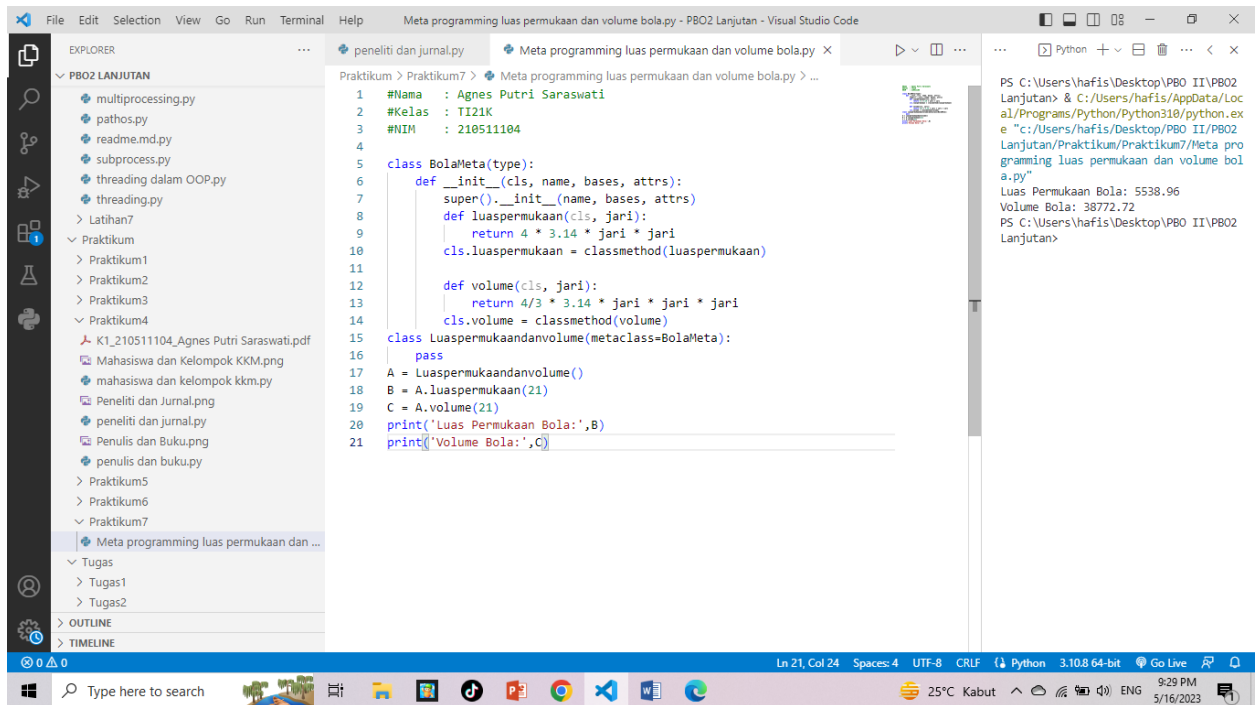 File Edit Selection View Go Run Terminal Help Meta programming luas permukaan dan volume bola.py - PBO2 Lanjutan - Visual Studio Code
EXPLORER
PBO2 LANJUTAN
multiprocessing.py
pathos.py
readme.md.py
subprocess.py
threading dalam OOP.py
threading.py
> Latihan7
Praktikum
> Praktikum1
> Praktikum2
> Praktikum3
Praktikum4
K1_210511104_Agnes Putri Saraswati.pdf
Mahasiswa dan Kelompok KKM.png
mahasiswa dan kelompok kkm.py
Peneliti dan Jurnal.png
peneliti dan jurnal.py
Penulis dan Buku.png
penulis dan buku.py
> Praktikum5
> Praktikum6
Praktikum7
Meta programming luas permukaan dan ...
Tugas
> Tugas1
> Tugas2
> OUTLINE
> TIMELINE
peneliti dan jurnal.py Meta programming luas permukaan dan volume bola.py
Praktikum > Praktikum7 > Meta programming luas permukaan dan volume bola.py > ...
1 #Nama   : Agnes Putri Saraswati
2 #Kelas  : TI21K
3 #NIM    : 210511104
4
5 class BolaMeta(type):
6     def __init__(cls, name, bases, attrs):
7         super().__init__(name, bases, attrs)
8         def luaspermukaan(cls, jari):
9             return 4 * 3.14 * jari * jari
10         cls.luaspermukaan = classmethod(luaspermukaan)
11
12         def volume(cls, jari):
13             return 4/3 * 3.14 * jari * jari * jari
14         cls.volume = classmethod(volume)
15 class Luaspermukaandanvolume(metaclass=BolaMeta):
16     pass
17 A = Luaspermukaandanvolume()
18 B = A.luaspermukaan(21)
19 C = A.volume(21)
20 print('Luas Permukaan Bola:',B)
21 print('Volume Bola:',C)
Python
PS C:\Users\hafis\Desktop\PBO II\PBO2
Lanjutan> & C:/Users/hafis/AppData/Loc
al/Programs/Python/Python310/python.ex
e "c:/Users/hafis/Desktop/PBO II/PBO2
Lanjutan/Praktikum/Praktikum7/Meta pro
gramming luas permukaan dan volume bol
a.py"
Luas Permukaan Bola: 5538.96
Volume Bola: 38772.72
PS C:\Users\hafis\Desktop\PBO II\PBO2
Lanjutan>
0 0 Ln 21, Col 24 Spaces: 4 UTF-8 CRLF Python 3.10.8 64-bit Go Live
Type here to search 25°C Kabut ENG 9:29 PM
5/16/2023